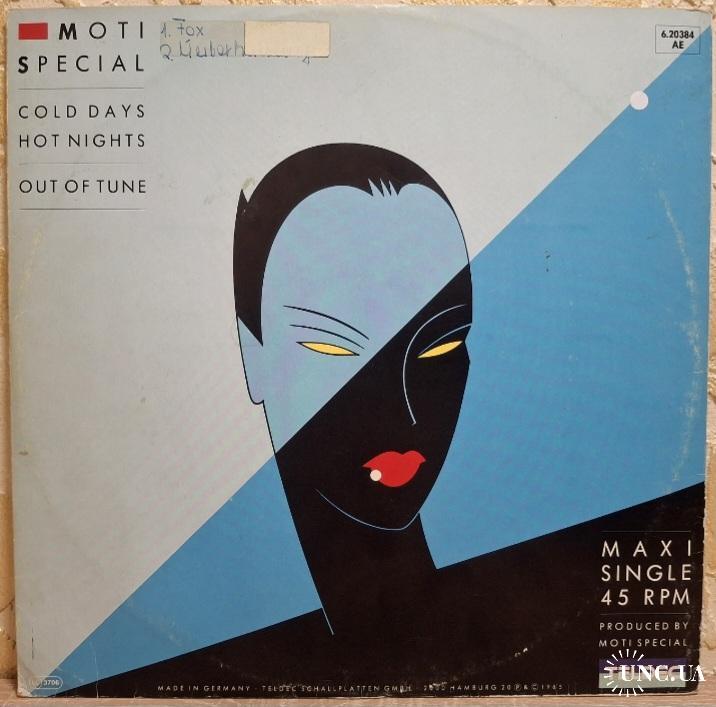 MOTI
SPECIAL
COLD DAYS
HOT NIGHTS
OUT OF TUNE
1. Fox
2.
6.20384
AE
MAXI
SINGLE
45 RPM
PRODUCED BY
MOTI SPECIAL
UNC.UA
MADE IN GERMANY · TELDEC SCHALLPLATTEN GMBH · 2000 HAMBURG 20 ℗ & © 1985